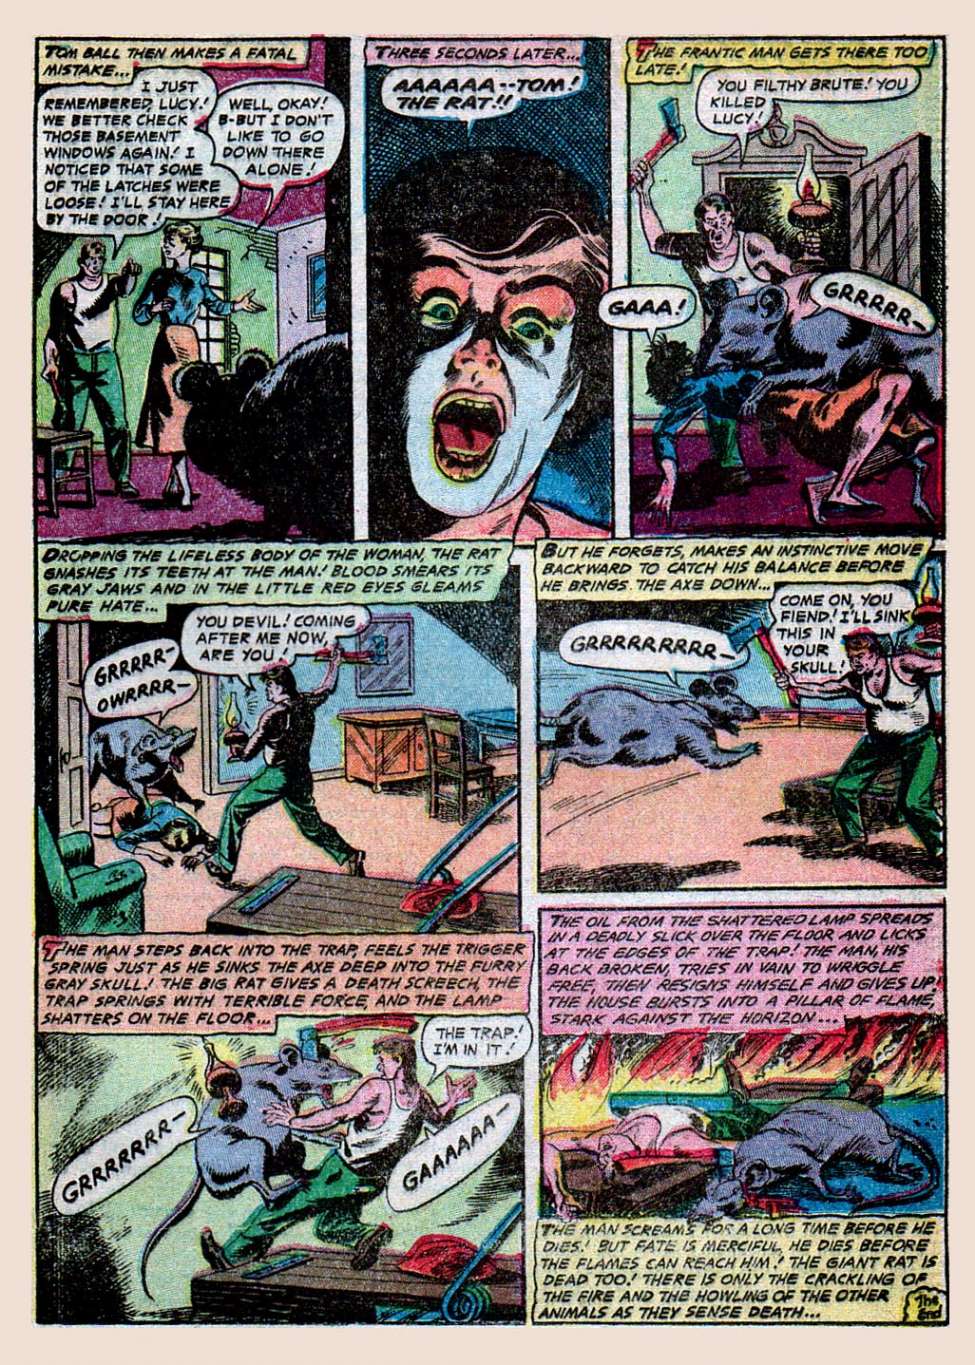 TOM BALL THEN MAKES A FATAL
MISTAKE...
I JUST
REMEMBERED, LUCY!
WE BETTER CHECK
THOSE BASEMENT
WINDOWS AGAIN! I
NOTICED THAT SOME
OF THE LATCHES WERE
LOOSE! I'LL STAY HERE
BY THE DOOR!
WELL, OKAY!
B-BUT I DON'T
LIKE TO GO
DOWN THERE
ALONE!
THREE SECONDS LATER...
AAAAAA--TOM!
THE RAT!!
THE FRANTIC MAN GETS THERE TOO
LATE!
YOU FILTHY BRUTE! YOU
KILLED
LUCY!
GAAA!
GRRRRR-
DROPPING THE LIFELESS BODY OF THE WOMAN, THE RAT
GNASHES ITS TEETH AT THE MAN! BLOOD SMEARS ITS
GRAY JAWS AND IN THE LITTLE RED EYES GLEAMS
PURE HATE...
YOU DEVIL! COMING
AFTER ME NOW,
ARE YOU!
GRRRRR-
OWRRRR-
BUT HE FORGETS, MAKES AN INSTINCTIVE MOVE
BACKWARD TO CATCH HIS BALANCE BEFORE
HE BRINGS THE AXE DOWN...
COME ON, YOU
FIEND! I'LL SINK
THIS IN
YOUR
SKULL!
GRRRRRRRRR-
THE MAN STEPS BACK INTO THE TRAP, FEELS THE TRIGGER
SPRING JUST AS HE SINKS THE AXE DEEP INTO THE FURRY
GRAY SKULL! THE BIG RAT GIVES A DEATH SCREECH, THE
TRAP SPRINGS WITH TERRIBLE FORCE, AND THE LAMP
SHATTERS ON THE FLOOR...
THE TRAP!
I'M IN IT!
GRRRRRRR-
GAAAAAA-
THE OIL FROM THE SHATTERED LAMP SPREADS
IN A DEADLY SLICK OVER THE FLOOR AND LICKS
AT THE EDGES OF THE TRAP! THE MAN, HIS
BACK BROKEN, TRIES IN VAIN TO WRIGGLE
FREE, THEN RESIGNS HIMSELF AND GIVES UP!
THE HOUSE BURSTS INTO A PILLAR OF FLAME,
STARK AGAINST THE HORIZON...
THE MAN SCREAMS FOR A LONG TIME BEFORE HE
DIES! BUT FATE IS MERCIFUL, HE DIES BEFORE
THE FLAMES CAN REACH HIM! THE GIANT RAT IS
DEAD TOO! THERE IS ONLY THE CRACKLING OF
THE FIRE AND THE HOWLING OF THE OTHER
ANIMALS AS THEY SENSE DEATH...
The
End